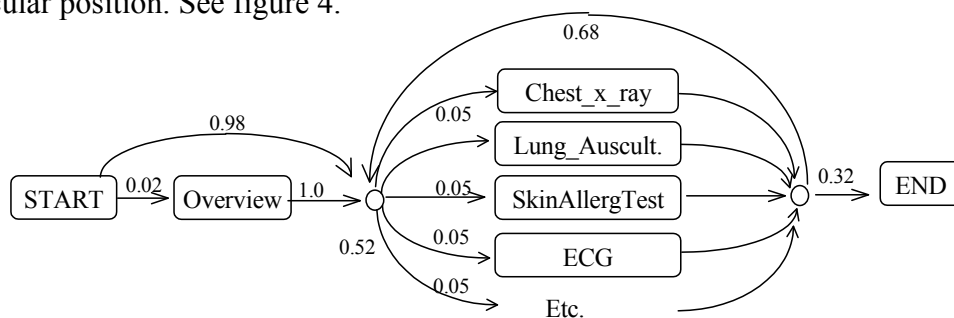 cular position. See figure 4.
0.68
Chest_x_ray
0.05
0.98
Lung_Auscult.
START
0.02
Overview
1.0
0.05
SkinAllergTest
0.32
END
0.52
0.05
ECG
0.05
Etc.